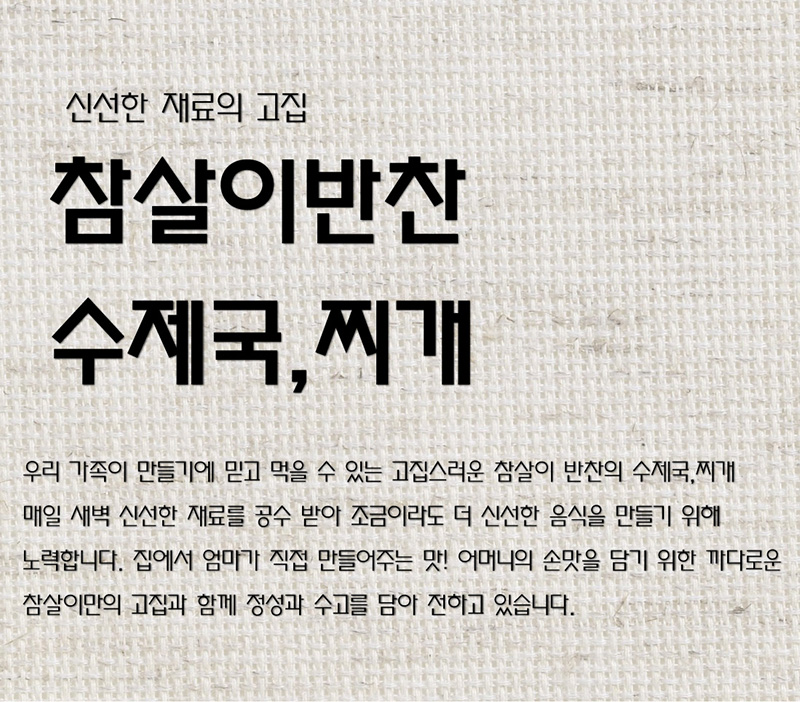 신선한 재료의 고집
참살이반찬
수제국,찌개
우리 가족이 만들기에 믿고 먹을 수 있는 고집스러운 참살이 반찬의 수제국,찌개
매일 새벽 신선한 재료를 공수 받아 조금이라도 더 신선한 음식을 만들기 위해
노력합니다. 집에서 엄마가 직접 만들어주는 맛! 어머니의 손맛을 담기 위한 까다로운
참살이만의 고집과 함께 정성과 수고를 담아 전하고 있습니다.